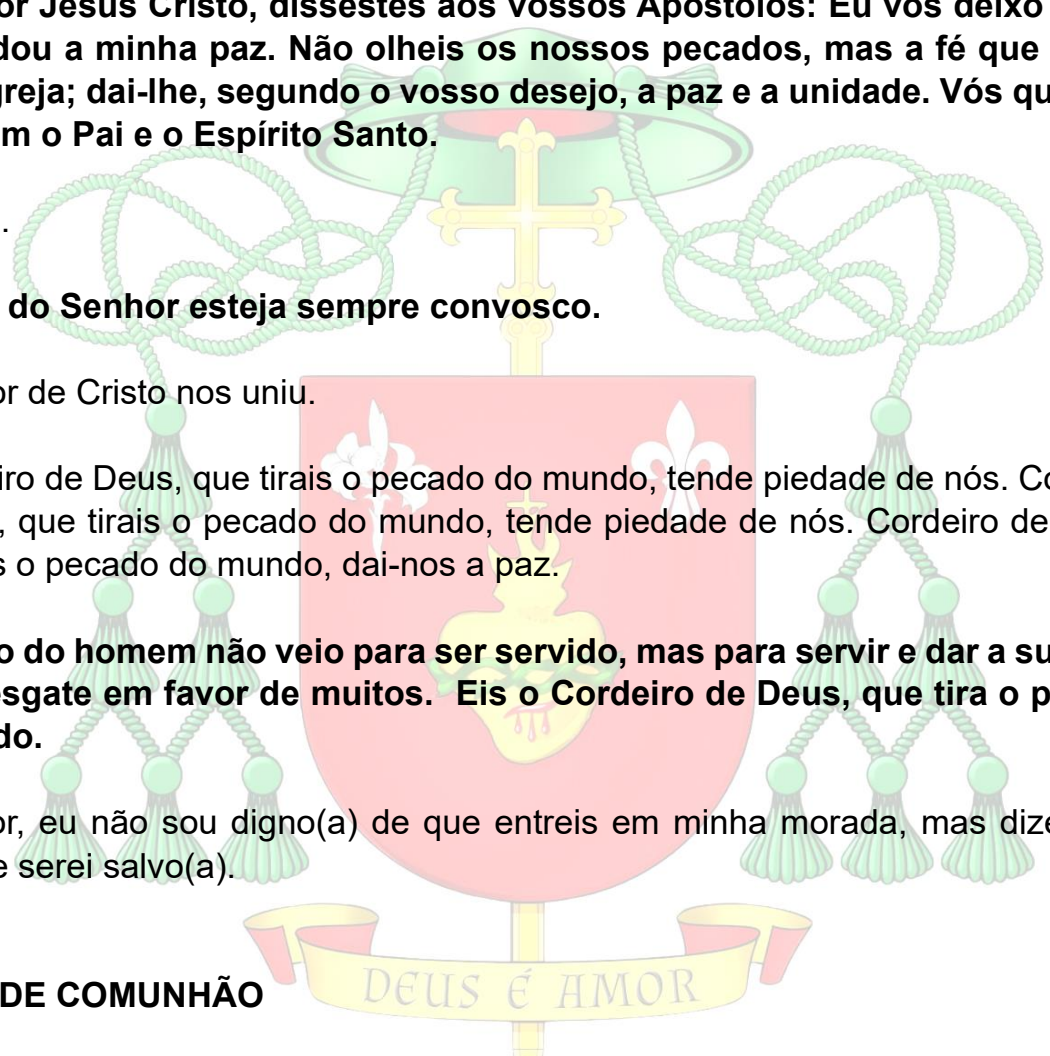 or Jesus Cristo, dissestes aos vossos Apóstolos: Eu vos deixo
dou a minha paz. Não olheis os nossos pecados, mas a fé que
greja; dai-lhe, segundo o vosso desejo, a paz e a unidade. Vós qu
m o Pai e o Espírito Santo.
.
do Senhor esteja sempre convosco.
or de Cristo nos uniu.
iro de Deus, que tirais o pecado do mundo, tende piedade de nós. Co
, que tirais o pecado do mundo, tende piedade de nós. Cordeiro de
s o pecado do mundo, dai-nos a paz.
o do homem não veio para ser servido, mas para servir e dar a su
esgate em favor de muitos. Eis o Cordeiro de Deus, que tira o p
do.
or, eu não sou digno(a) de que entreis em minha morada, mas dize
e serei salvo(a).
DE COMUNHÃO
DEUS É AMOR